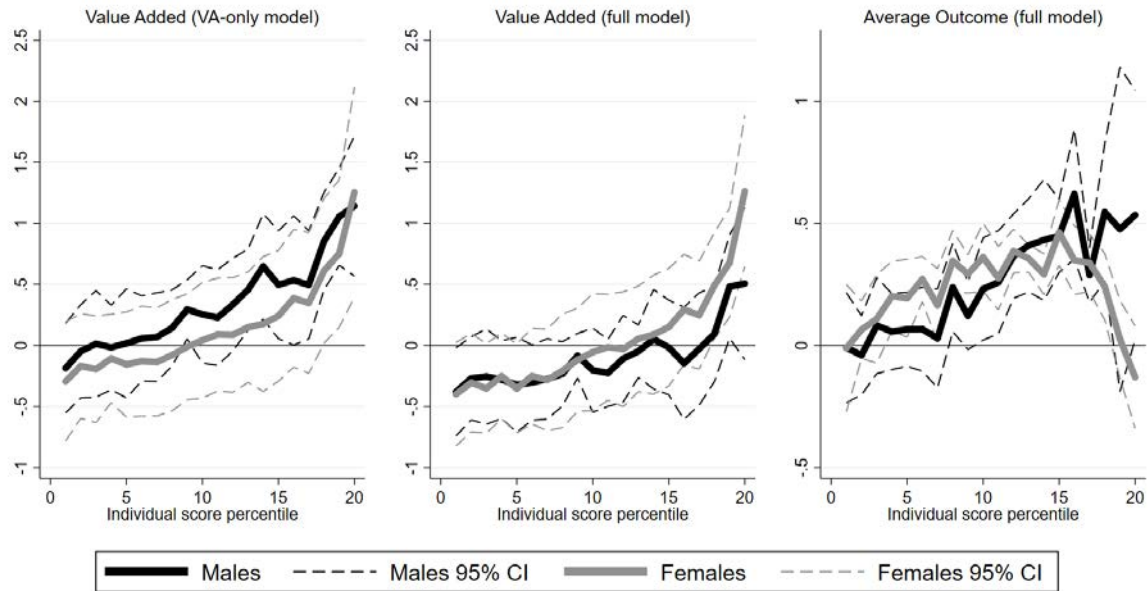 Value Added (VA-only model)
Value Added (full model)
Average Outcome (full model)
2.5
2
1.5
1
.5
0
-.5
-1
0 5 10 15 20
Individual score percentile
2.5
2
1.5
1
.5
0
-.5
-1
0 5 10 15 20
Individual score percentile
1
.5
0
-.5
0 5 10 15 20
Individual score percentile
Males Males 95% CI Females Females 95% CI